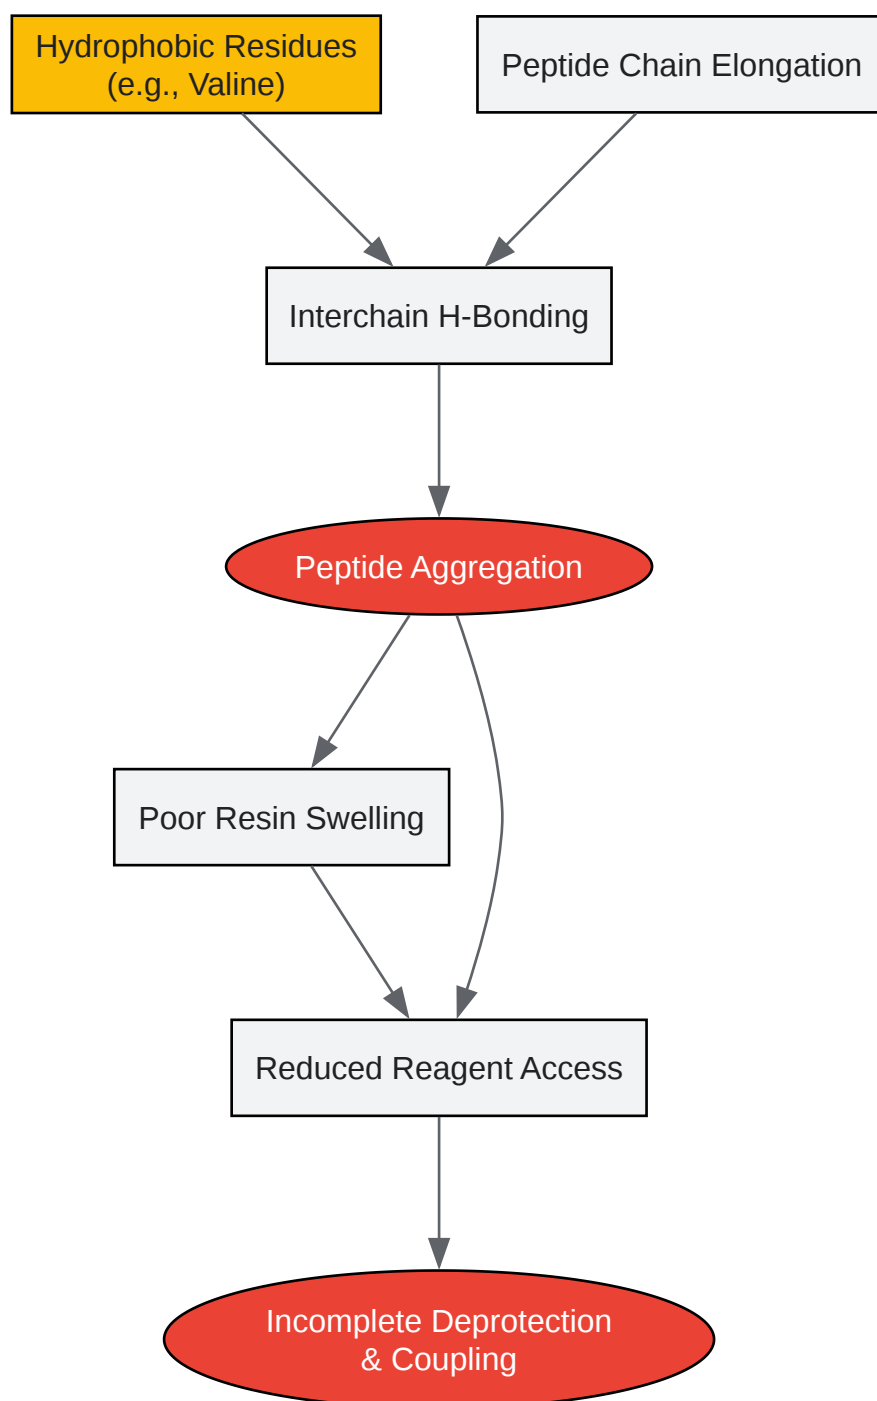 Hydrophobic Residues
(e.g., Valine)
Peptide Chain Elongation
Interchain H-Bonding
Peptide Aggregation
Poor Resin Swelling
Reduced Reagent Access
Incomplete Deprotection
& Coupling